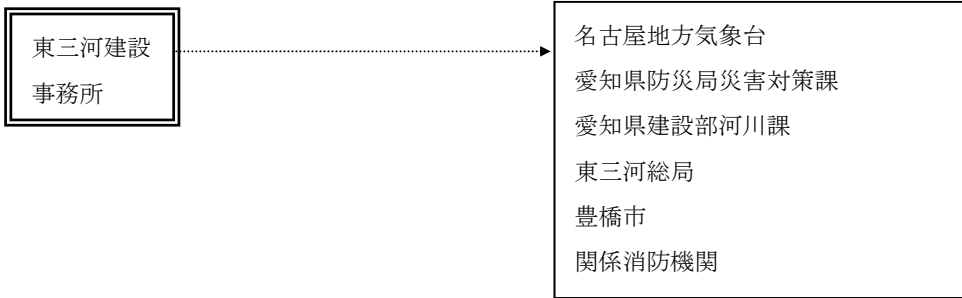 東三河建設
事務所
名古屋地方気象台
愛知県防災局災害対策課
愛知県建設部河川課
東三河総局
豊橋市
関係消防機関